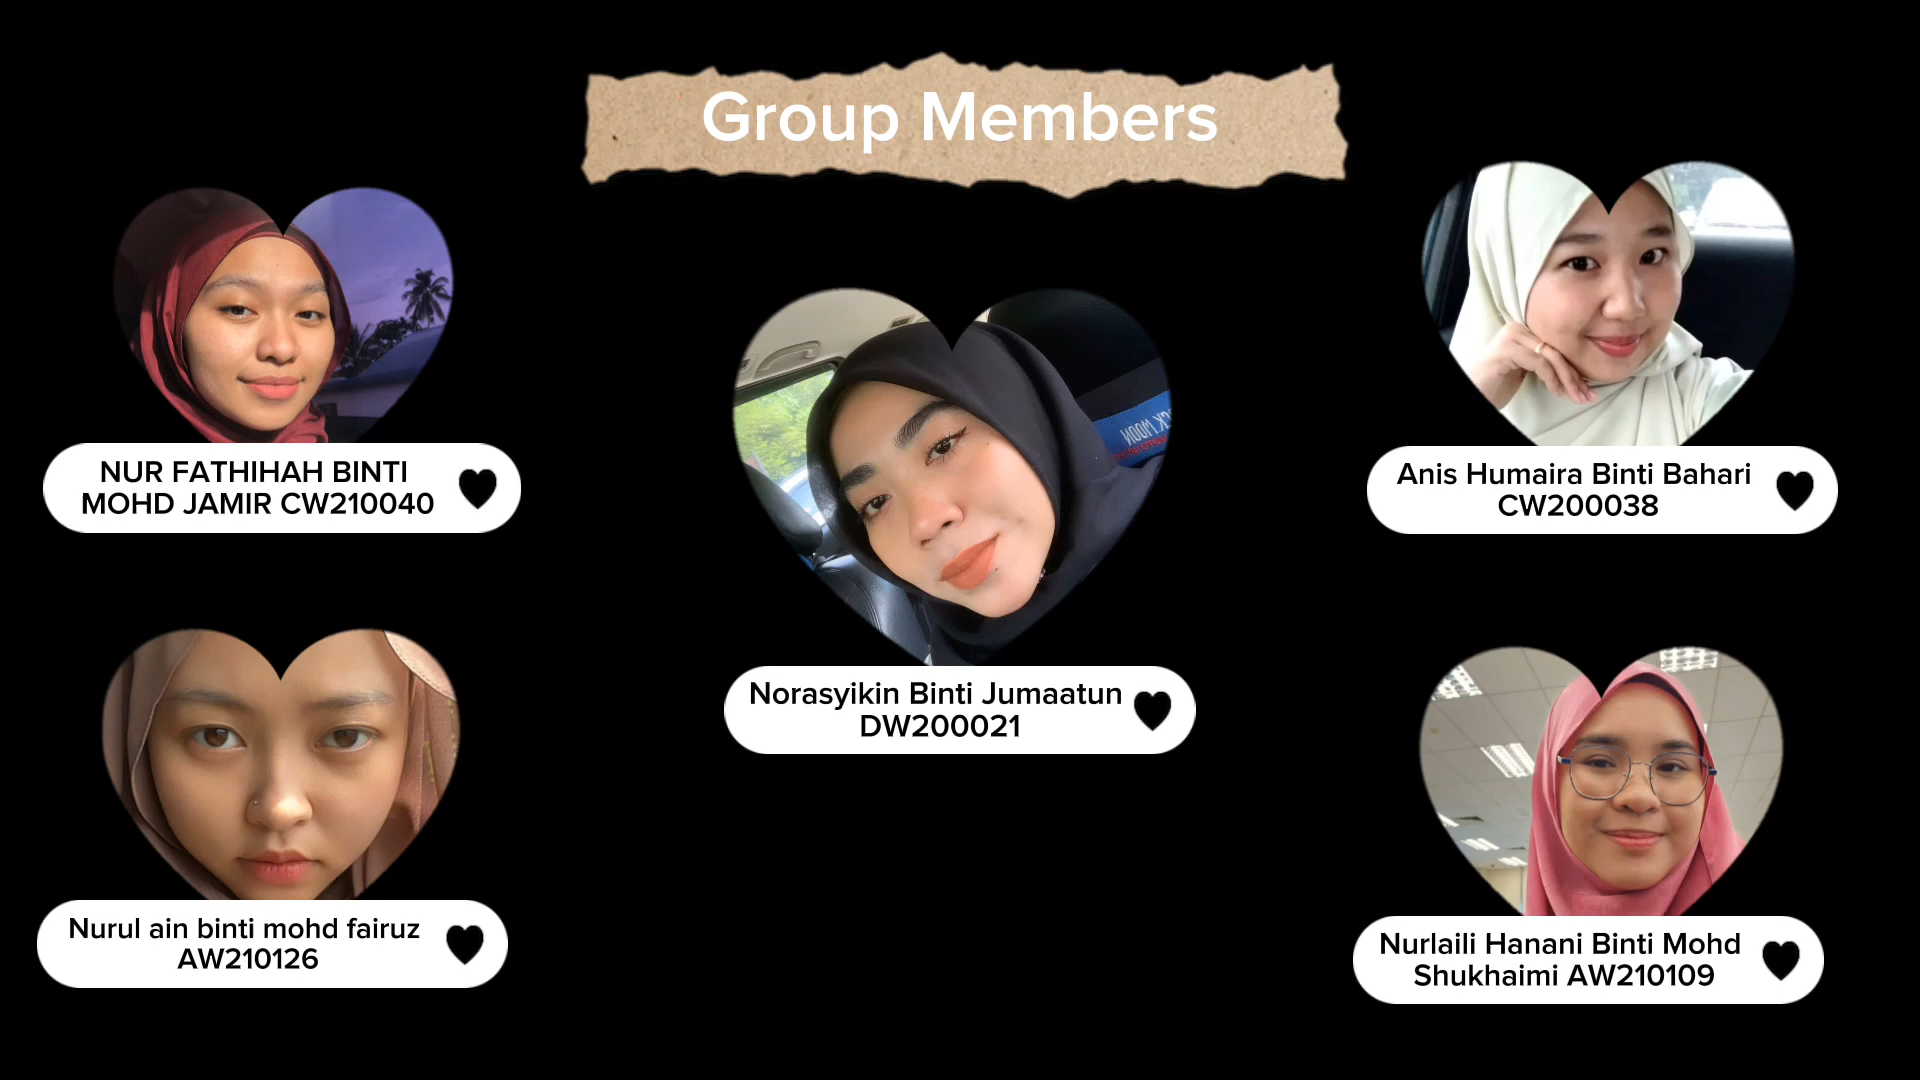 Group Members
NUR FATHIHAH BINTI
MOHD JAMIR CW210040
Anis Humaira Binti Bahari
CW200038
Norasyikin Binti Jumaatun
DW200021
Nurul ain binti mohd fairuz
AW210126
Nurlaili Hanani Binti Mohd
Shukhaimi AW210109